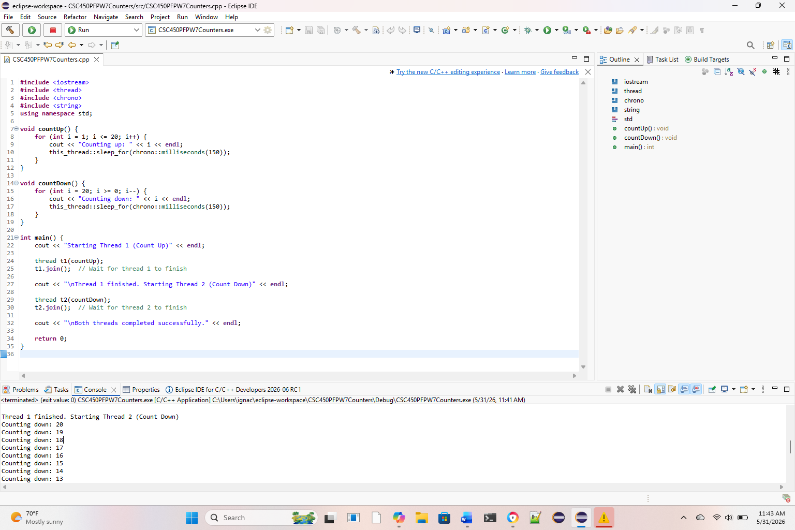 eclipse-workspace - CSC450PFPW7Counters/src/CSC450PFPW7Counters.cpp - Eclipse IDE
File Edit Source Refactor Navigate Search Project Run Window Help
Run CSC450PFPW7Counters.exe
CSC450PFPW7Counters.cpp
Try the new C/C++ editing experience · Learn more · Give feedback
1 #include <iostream>
2 #include <thread>
3 #include <chrono>
4 #include <string>
5 using namespace std;
6
7 void countUp() {
8 for (int i = 1; i <= 20; i++) {
9 cout << "Counting up: " << i << endl;
10 this_thread::sleep_for(chrono::milliseconds(150));
11 }
12 }
13
14 void countDown() {
15 for (int i = 20; i >= 0; i--) {
16 cout << "Counting down: " << i << endl;
17 this_thread::sleep_for(chrono::milliseconds(150));
18 }
19 }
20
21 int main() {
22 cout << "Starting Thread 1 (Count Up)" << endl;
23
24 thread t1(countUp);
25 t1.join(); // Wait for thread 1 to finish
26
27 cout << "\nThread 1 finished. Starting Thread 2 (Count Down)" << endl;
28
29 thread t2(countDown);
30 t2.join(); // Wait for thread 2 to finish
31
32 cout << "\nBoth threads completed successfully." << endl;
33
34 return 0;
35 }
36
Outline Task List Build Targets
iostream
thread
chrono
string
std
countUp() : void
countDown() : void
main() : int
Problems Tasks Console Properties Eclipse IDE for C/C++ Developers 2026-06 RC1
<terminated> (exit value: 0) CSC450PFPW7Counters.exe [C/C++ Application] C:\Users\ignac\eclipse-workspace\CSC450PFPW7Counters\Debug\CSC450PFPW7Counters.exe (5/31/26, 11:41 AM)
Thread 1 finished. Starting Thread 2 (Count Down)
Counting down: 20
Counting down: 19
Counting down: 18
Counting down: 17
Counting down: 16
Counting down: 15
Counting down: 14
Counting down: 13
70°F
Mostly sunny
Search
11:43 AM
5/31/2026